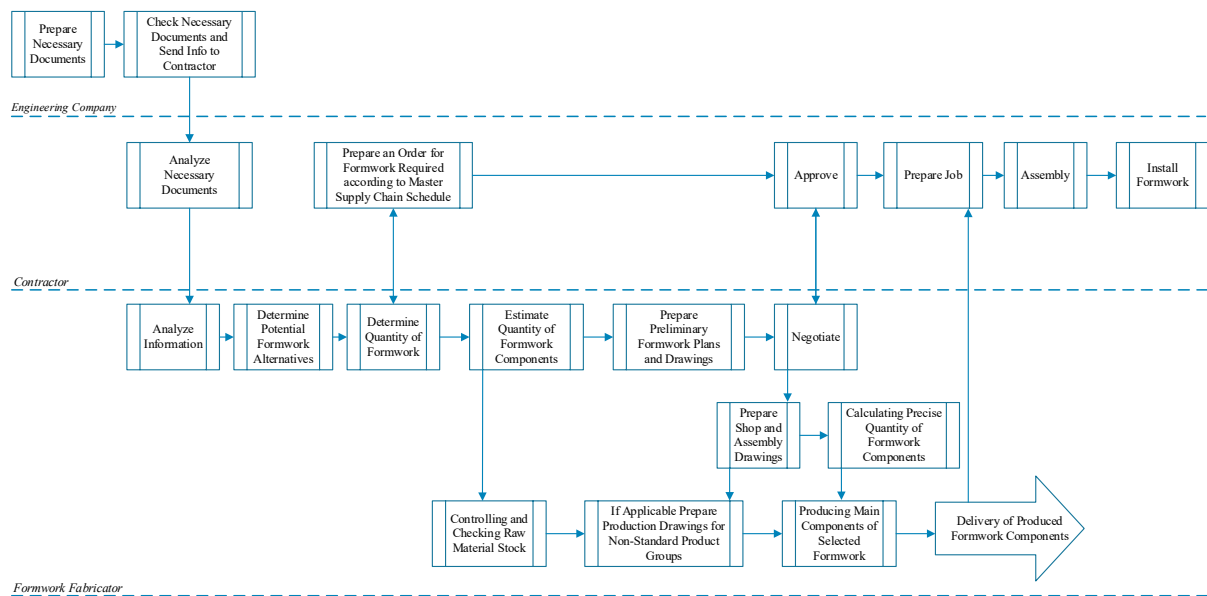 Prepare
Necessary
Documents
Check Necessary
Documents and
Send Info to
Contractor
Engineering Company
Analyze
Necessary
Documents
Prepare an Order for
Formwork Required
according to Master
Supply Chain Schedule
Approve
Prepare Job
Assembly
Install
Formwork
Contractor
Analyze
Information
Determine
Potential
Formwork
Alternatives
Determine
Quantity of
Formwork
Estimate
Quantity of
Formwork
Components
Prepare
Preliminary
Formwork Plans
and Drawings
Negotiate
Prepare
Shop and
Assembly
Drawings
Calculating Precise
Quantity of
Formwork
Components
Controlling and
Checking Raw
Material Stock
If Applicable Prepare
Production Drawings for
Non-Standard Product
Groups
Producing Main
Components of
Selected
Formwork
Delivery of Produced
Formwork Components
Formwork Fabricator